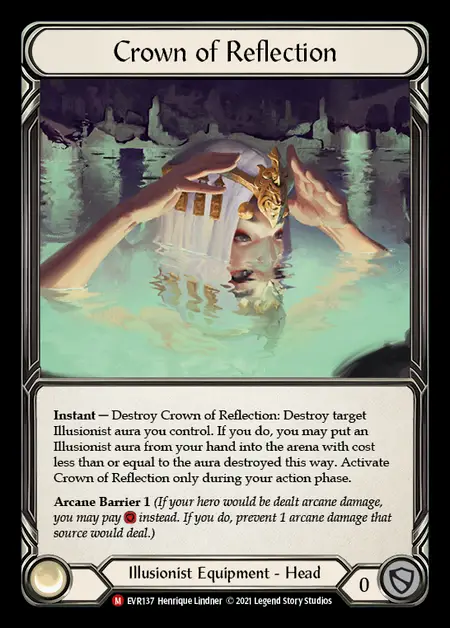 Crown of Reflection
Instant — Destroy Crown of Reflection: Destroy target
Illusionist aura you control. If you do, you may put an
Illusionist aura from your hand into the arena with cost
less than or equal to the aura destroyed this way. Activate
Crown of Reflection only during your action phase.
Arcane Barrier 1 (If your hero would be dealt arcane damage,
you may pay instead. If you do, prevent 1 arcane damage that
source would deal.)
Illusionist Equipment - Head
0
M EVR137 Henrique Lindner © 2021 Legend Story Studios